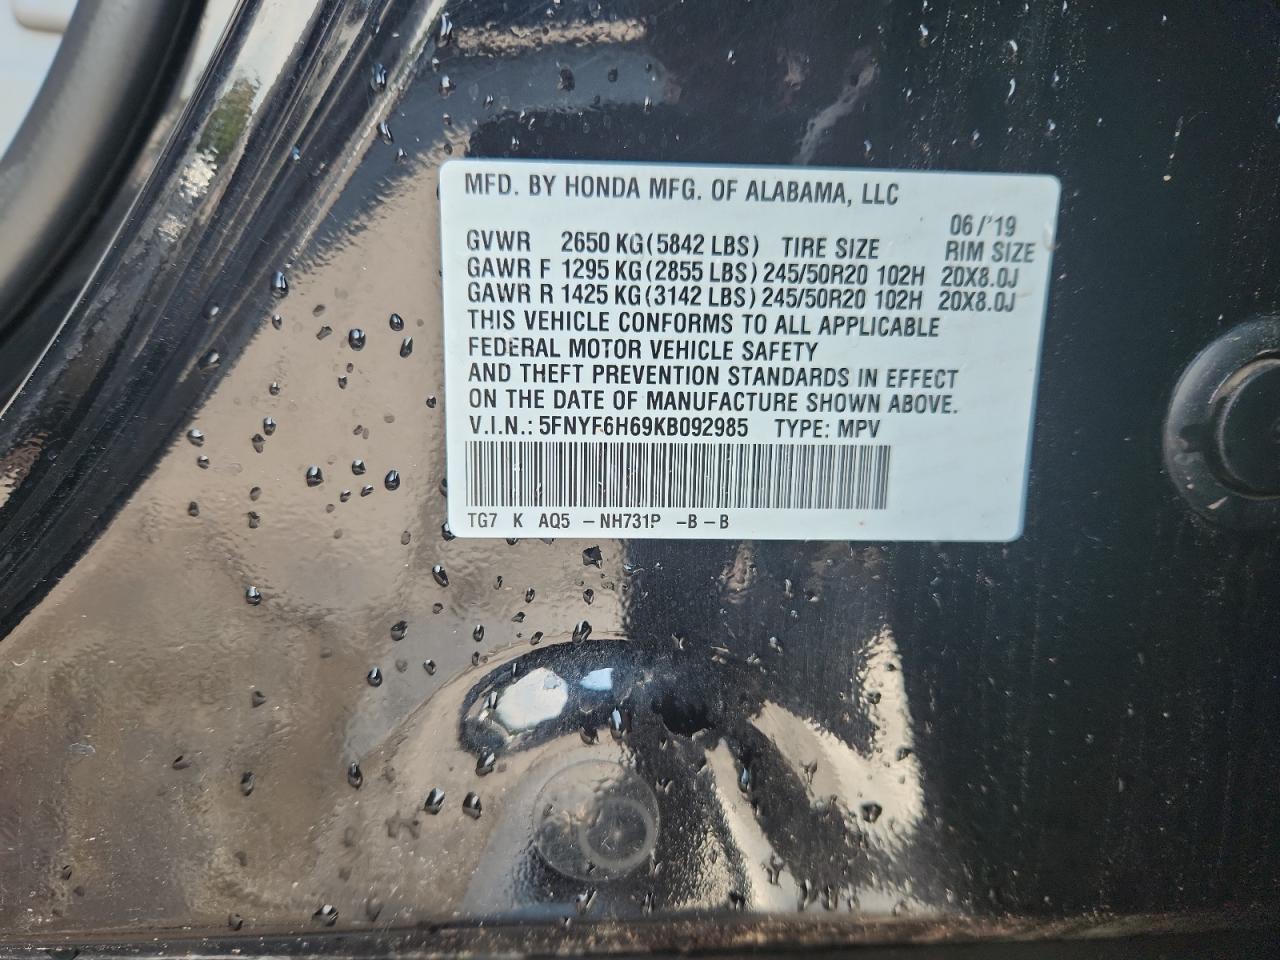 MFD. BY HONDA MFG. OF ALABAMA, LLC
06/'19
GVWR 2650 KG(5842 LBS) TIRE SIZE RIM SIZE
GAWR F 1295 KG(2855 LBS) 245/50R20 102H 20X8.0J
GAWR R 1425 KG(3142 LBS) 245/50R20 102H 20X8.0J
THIS VEHICLE CONFORMS TO ALL APPLICABLE
FEDERAL MOTOR VEHICLE SAFETY
AND THEFT PREVENTION STANDARDS IN EFFECT
ON THE DATE OF MANUFACTURE SHOWN ABOVE.
V.I.N.: 5FNYF6H69KB092985 TYPE: MPV
TG7 K AQ5 -NH731P -B-B